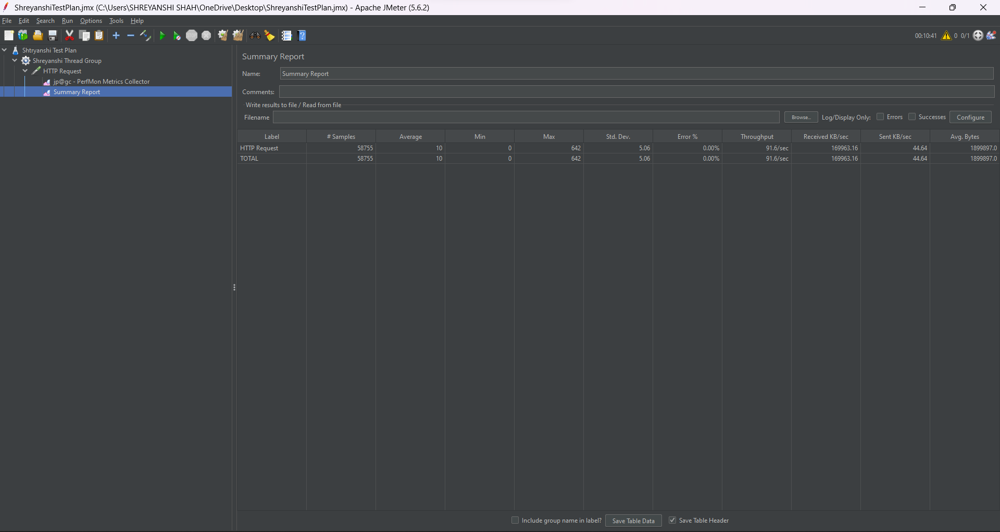 ShreyanshiTestPlan.jmx (C:\Users\SHREYANSHI SHAH\OneDrive\Desktop\ShreyanshiTestPlan.jmx) - Apache JMeter (5.6.2)
File Edit Search Run Options Tools Help
00:10:41 0 0/1
Shtryanshi Test Plan
Shreyanshi Thread Group
HTTP Request
jp@gc - PerfMon Metrics Collector
Summary Report
Summary Report
Name: Summary Report
Comments:
Write results to file / Read from file
Filename Browse... Log/Display Only: Errors Successes Configure
Label # Samples Average Min Max Std. Dev. Error % Throughput Received KB/sec Sent KB/sec Avg. Bytes
HTTP Request 58755 10 0 642 5.06 0.00% 91.6/sec 169963.16 44.64 1899897.0
TOTAL 58755 10 0 642 5.06 0.00% 91.6/sec 169963.16 44.64 1899897.0
Include group name in label? Save Table Data Save Table Header